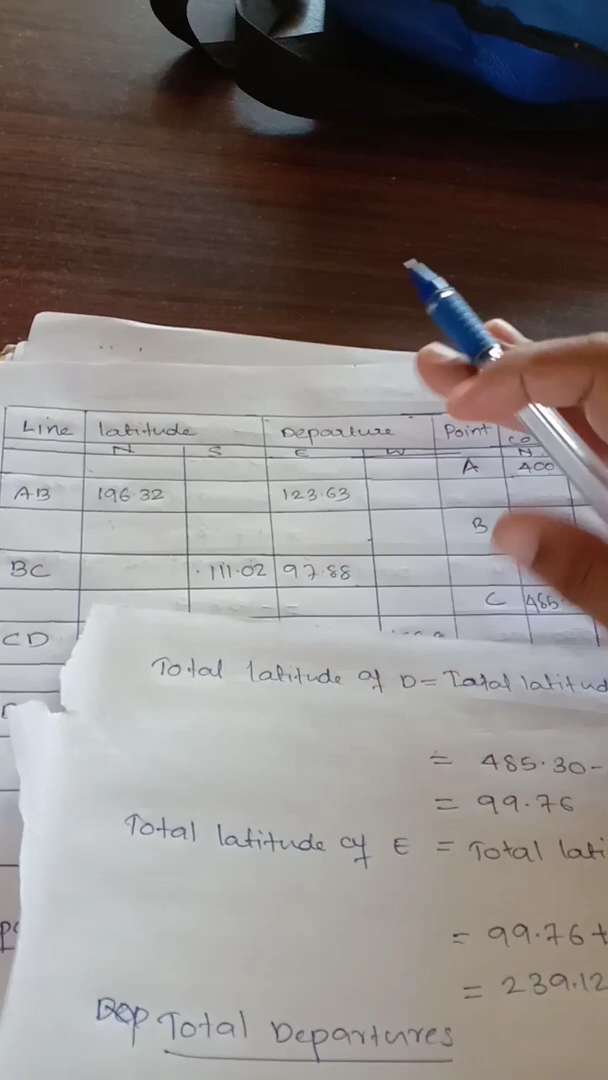 Line latitude Departure Point
N S E W N
A 400
AB 196.32 123.63
B
BC .111.02 97.88
C 485.
CD
Total latitude of D = Total latitud
= 485.30-
= 99.76
Total latitude of E = Total lati
= 99.76 +
= 239.12
Total Departures